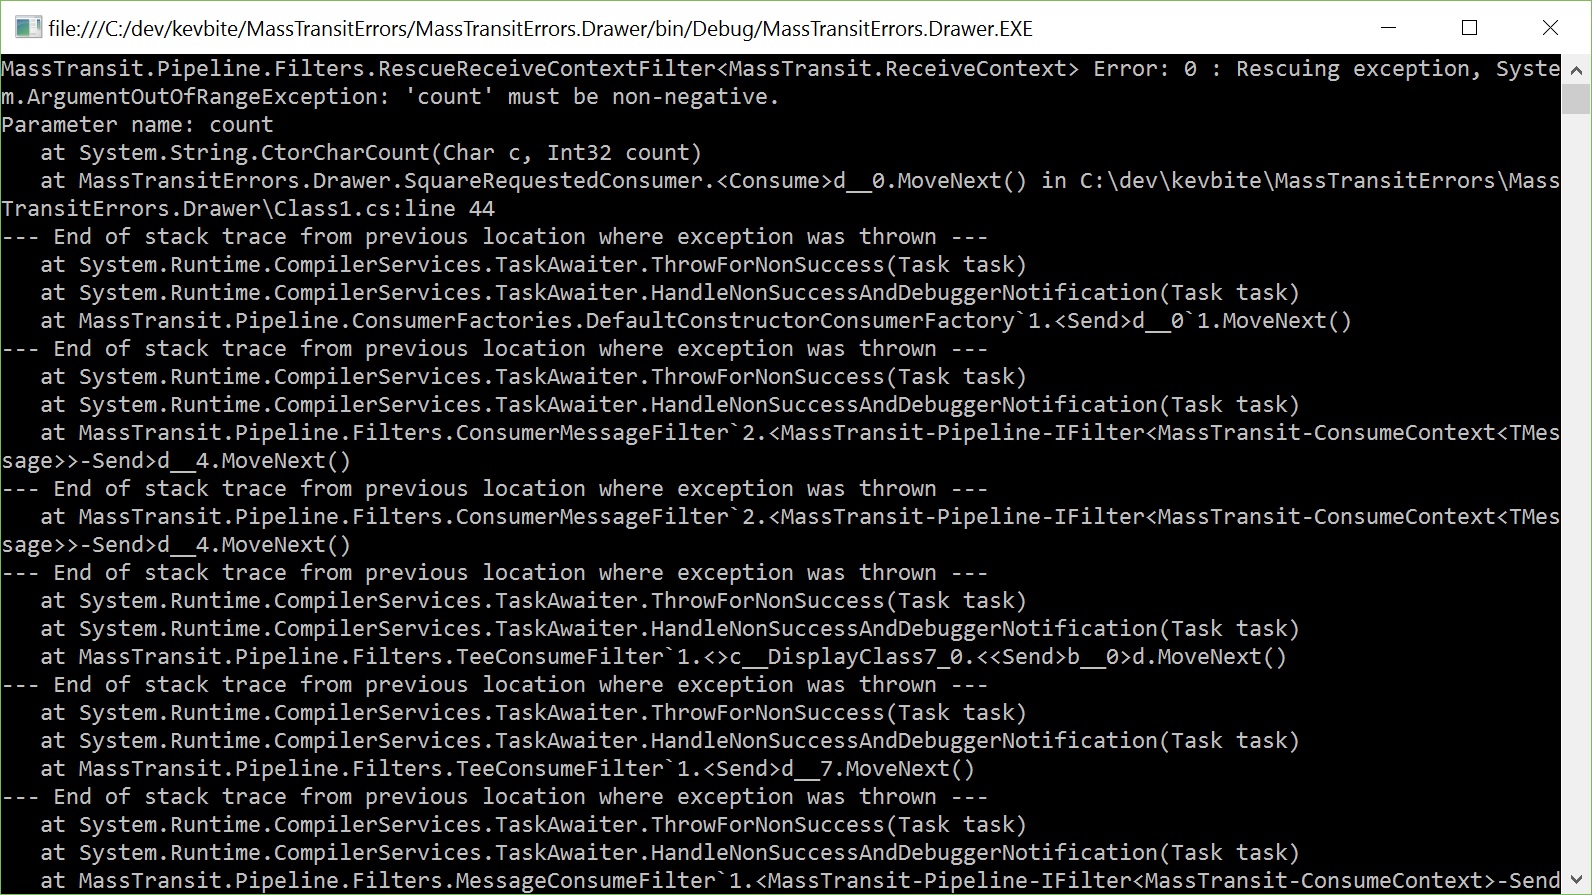 file:///C:/dev/kevbite/MassTransitErrors/MassTransitErrors.Drawer/bin/Debug/MassTransitErrors.Drawer.EXE
MassTransit.Pipeline.Filters.RescueReceiveContextFilter<MassTransit.ReceiveContext> Error: 0 : Rescuing exception, Syste
m.ArgumentOutOfRangeException: 'count' must be non-negative.
Parameter name: count
   at System.String.CtorCharCount(Char c, Int32 count)
   at MassTransitErrors.Drawer.SquareRequestedConsumer.<Consume>d__0.MoveNext() in C:\dev\kevbite\MassTransitErrors\Mass
TransitErrors.Drawer\Class1.cs:line 44
--- End of stack trace from previous location where exception was thrown ---
   at System.Runtime.CompilerServices.TaskAwaiter.ThrowForNonSuccess(Task task)
   at System.Runtime.CompilerServices.TaskAwaiter.HandleNonSuccessAndDebuggerNotification(Task task)
   at MassTransit.Pipeline.ConsumerFactories.DefaultConstructorConsumerFactory`1.<Send>d__0`1.MoveNext()
--- End of stack trace from previous location where exception was thrown ---
   at System.Runtime.CompilerServices.TaskAwaiter.ThrowForNonSuccess(Task task)
   at System.Runtime.CompilerServices.TaskAwaiter.HandleNonSuccessAndDebuggerNotification(Task task)
   at MassTransit.Pipeline.Filters.ConsumerMessageFilter`2.<MassTransit-Pipeline-IFilter<MassTransit-ConsumeContext<TMes
sage>>-Send>d__4.MoveNext()
--- End of stack trace from previous location where exception was thrown ---
   at MassTransit.Pipeline.Filters.ConsumerMessageFilter`2.<MassTransit-Pipeline-IFilter<MassTransit-ConsumeContext<TMes
sage>>-Send>d__4.MoveNext()
--- End of stack trace from previous location where exception was thrown ---
   at System.Runtime.CompilerServices.TaskAwaiter.ThrowForNonSuccess(Task task)
   at System.Runtime.CompilerServices.TaskAwaiter.HandleNonSuccessAndDebuggerNotification(Task task)
   at MassTransit.Pipeline.Filters.TeeConsumeFilter`1.<>c__DisplayClass7_0.<<Send>b__0>d.MoveNext()
--- End of stack trace from previous location where exception was thrown ---
   at System.Runtime.CompilerServices.TaskAwaiter.ThrowForNonSuccess(Task task)
   at System.Runtime.CompilerServices.TaskAwaiter.HandleNonSuccessAndDebuggerNotification(Task task)
   at MassTransit.Pipeline.Filters.TeeConsumeFilter`1.<Send>d__7.MoveNext()
--- End of stack trace from previous location where exception was thrown ---
   at System.Runtime.CompilerServices.TaskAwaiter.ThrowForNonSuccess(Task task)
   at System.Runtime.CompilerServices.TaskAwaiter.HandleNonSuccessAndDebuggerNotification(Task task)
   at MassTransit.Pipeline.Filters.MessageConsumeFilter`1.<MassTransit-Pipeline-IFilter<MassTransit-ConsumeContext>-Send